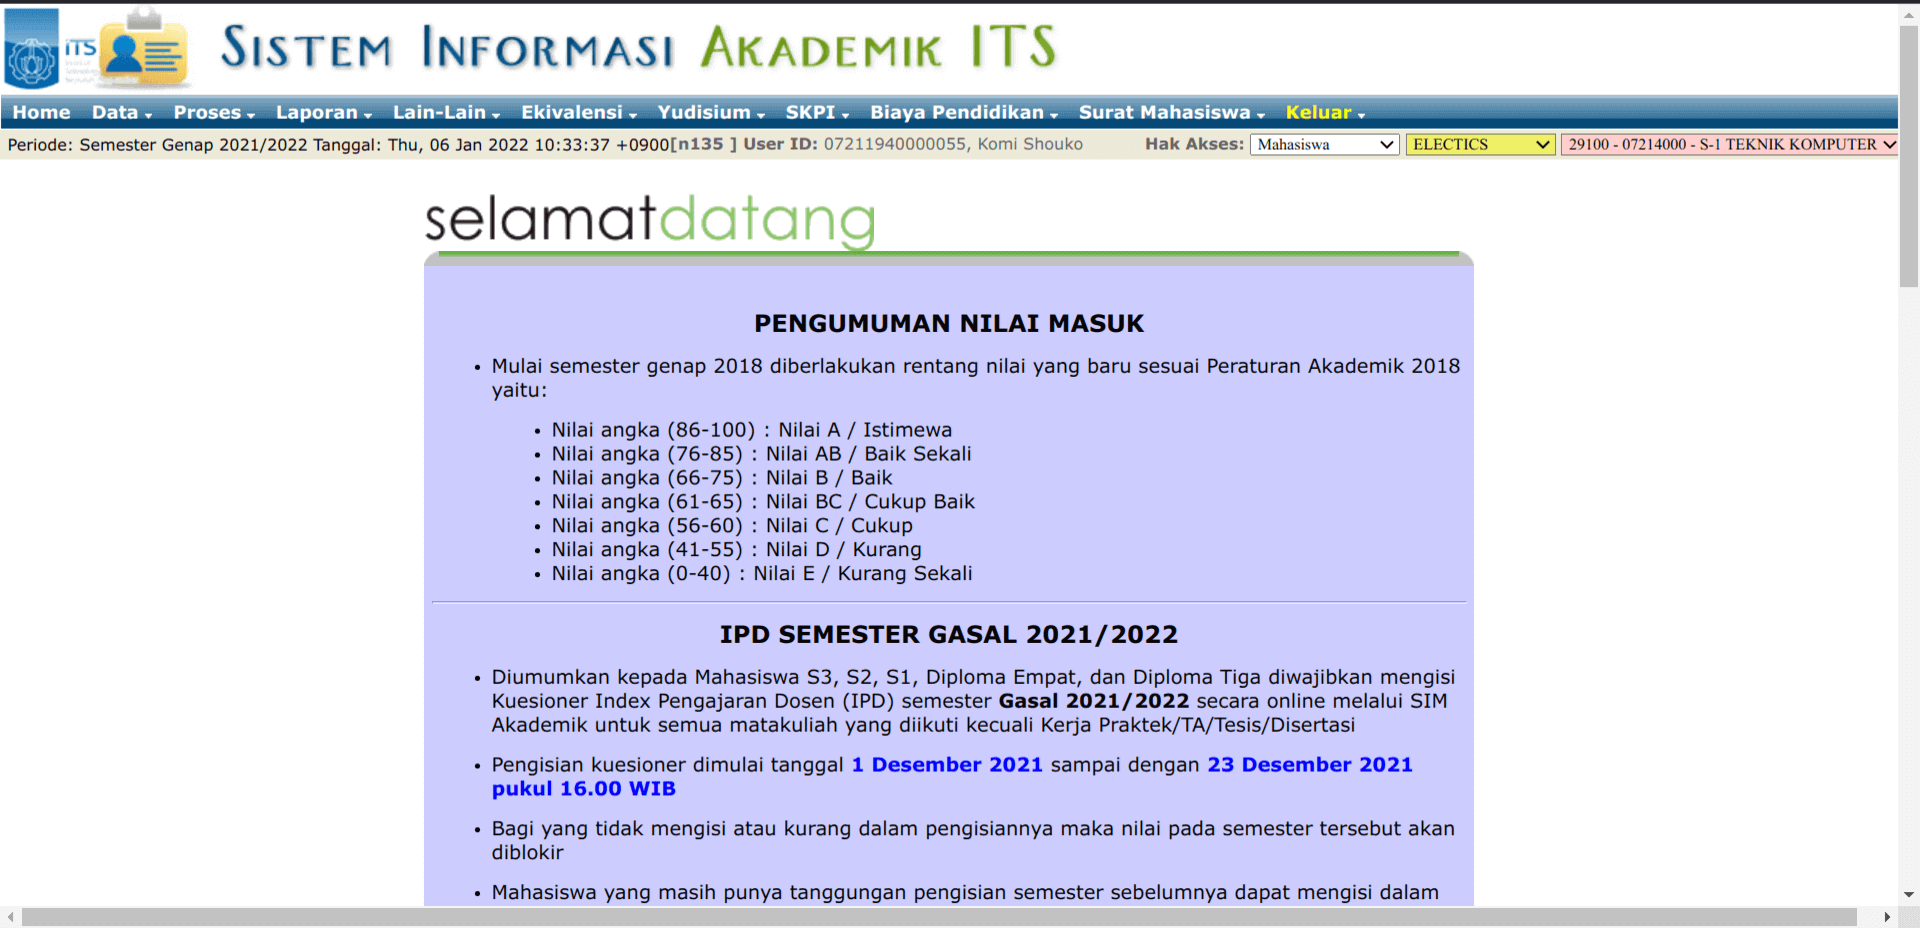 ITS
SISTEM INFORMASI AKADEMIK ITS
Home Data Proses Laporan Lain-Lain Ekivalensi Yudisium SKPI Biaya Pendidikan Surat Mahasiswa Keluar
Periode: Semester Genap 2021/2022 Tanggal: Thu, 06 Jan 2022 10:33:37 +0900[n135 ] User ID: 07211940000055, Komi Shouko Hak Akses: Mahasiswa ELECTICS 29100 - 07214000 - S-1 TEKNIK KOMPUTER
selamatdatang
PENGUMUMAN NILAI MASUK
• Mulai semester genap 2018 diberlakukan rentang nilai yang baru sesuai Peraturan Akademik 2018
yaitu:
• Nilai angka (86-100) : Nilai A / Istimewa
• Nilai angka (76-85) : Nilai AB / Baik Sekali
• Nilai angka (66-75) : Nilai B / Baik
• Nilai angka (61-65) : Nilai BC / Cukup Baik
• Nilai angka (56-60) : Nilai C / Cukup
• Nilai angka (41-55) : Nilai D / Kurang
• Nilai angka (0-40) : Nilai E / Kurang Sekali
IPD SEMESTER GASAL 2021/2022
• Diumumkan kepada Mahasiswa S3, S2, S1, Diploma Empat, dan Diploma Tiga diwajibkan mengisi
Kuesioner Index Pengajaran Dosen (IPD) semester Gasal 2021/2022 secara online melalui SIM
Akademik untuk semua matakuliah yang diikuti kecuali Kerja Praktek/TA/Tesis/Disertasi
• Pengisian kuesioner dimulai tanggal 1 Desember 2021 sampai dengan 23 Desember 2021
pukul 16.00 WIB
• Bagi yang tidak mengisi atau kurang dalam pengisiannya maka nilai pada semester tersebut akan
diblokir
• Mahasiswa yang masih punya tanggungan pengisian semester sebelumnya dapat mengisi dalam